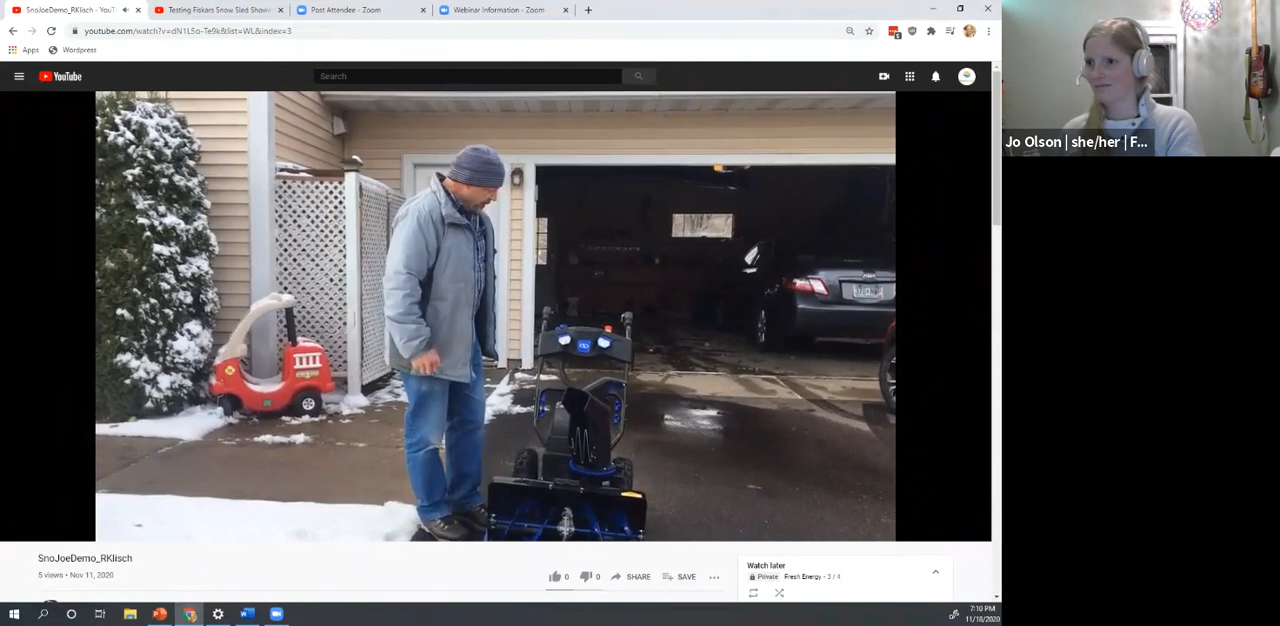 SnoJoeDemo_RKlisch - YouT
Testing Fiskars Snow Sled Show
Post Attendee - Zoom
Webinar Information - Zoom
youtube.com/watch?v=dN1L5o-Te9k&list=WL&index=3
Apps
Wordpress
YouTube
Search
Jo Olson | she/her | F...
SnoJoeDemo_RKlisch
5 views • Nov 11, 2020
0
0
SHARE
SAVE
Watch later
Private
Fresh Energy - 3 / 4
7:10 PM
11/18/2020